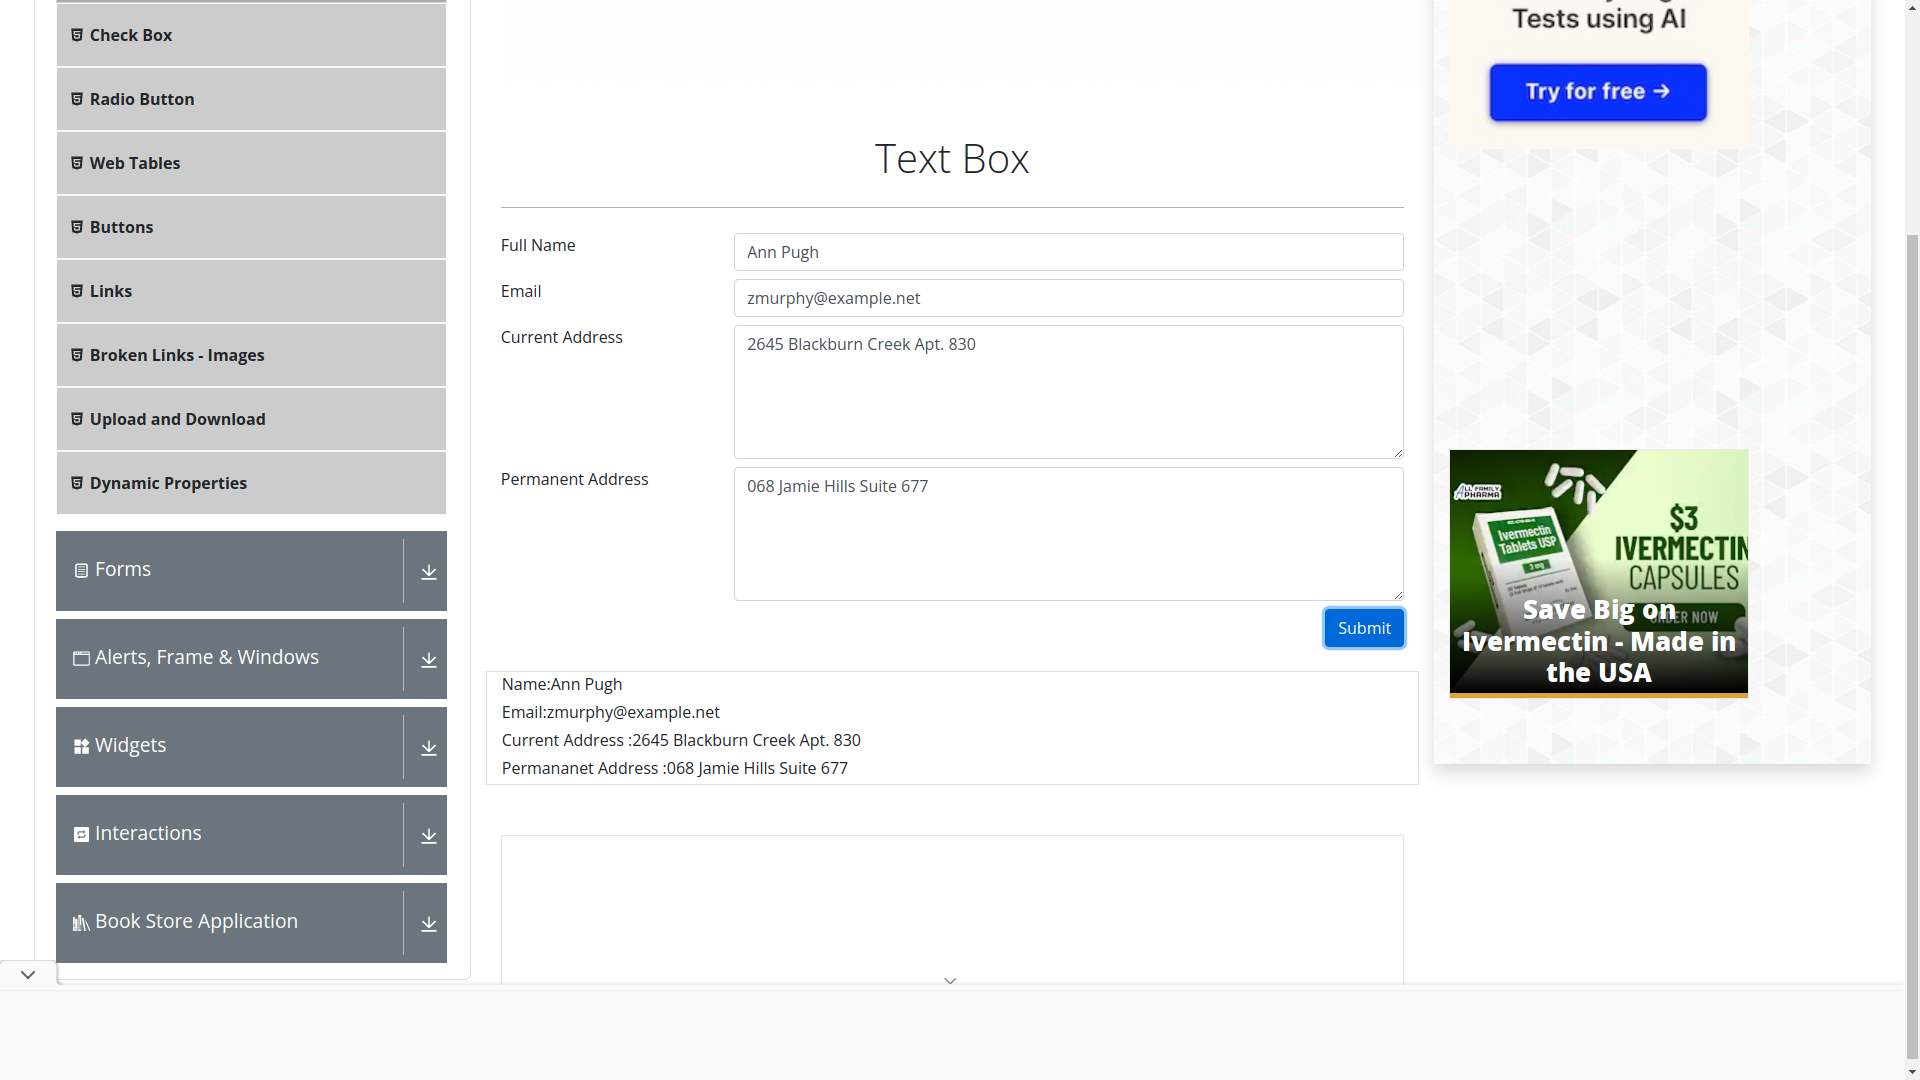 Check Box
Radio Button
Web Tables
Buttons
Links
Broken Links - Images
Upload and Download
Dynamic Properties
Forms
Alerts, Frame & Windows
Widgets
Interactions
Book Store Application
Text Box
Full Name
Ann Pugh
Email
zmurphy@example.net
Current Address
2645 Blackburn Creek Apt. 830
Permanent Address
068 Jamie Hills Suite 677
Submit
Name:Ann Pugh
Email:zmurphy@example.net
Current Address :2645 Blackburn Creek Apt. 830
Permananet Address :068 Jamie Hills Suite 677
Tests using AI
Try for free →
ALL FAMILY
PHARMA
Ivermectin
Tablets USP
3 mg
$3
IVERMECTIN
CAPSULES
ORDER NOW
Save Big on
Ivermectin - Made in
the USA